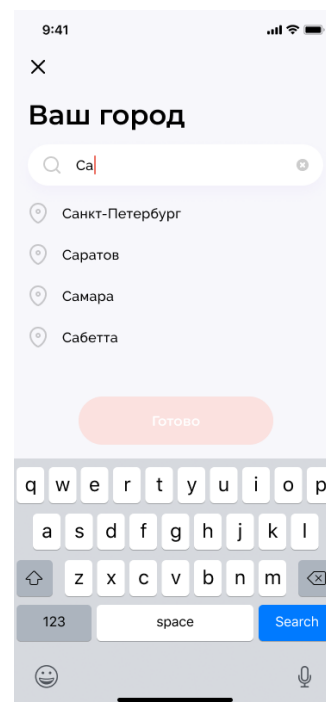 9:41
Ваш город
Са
Санкт-Петербург
Саратов
Самара
Сабетта
Готово
q w e r t y u i o p
a s d f g h j k l
z x c v b n m
123 space Search